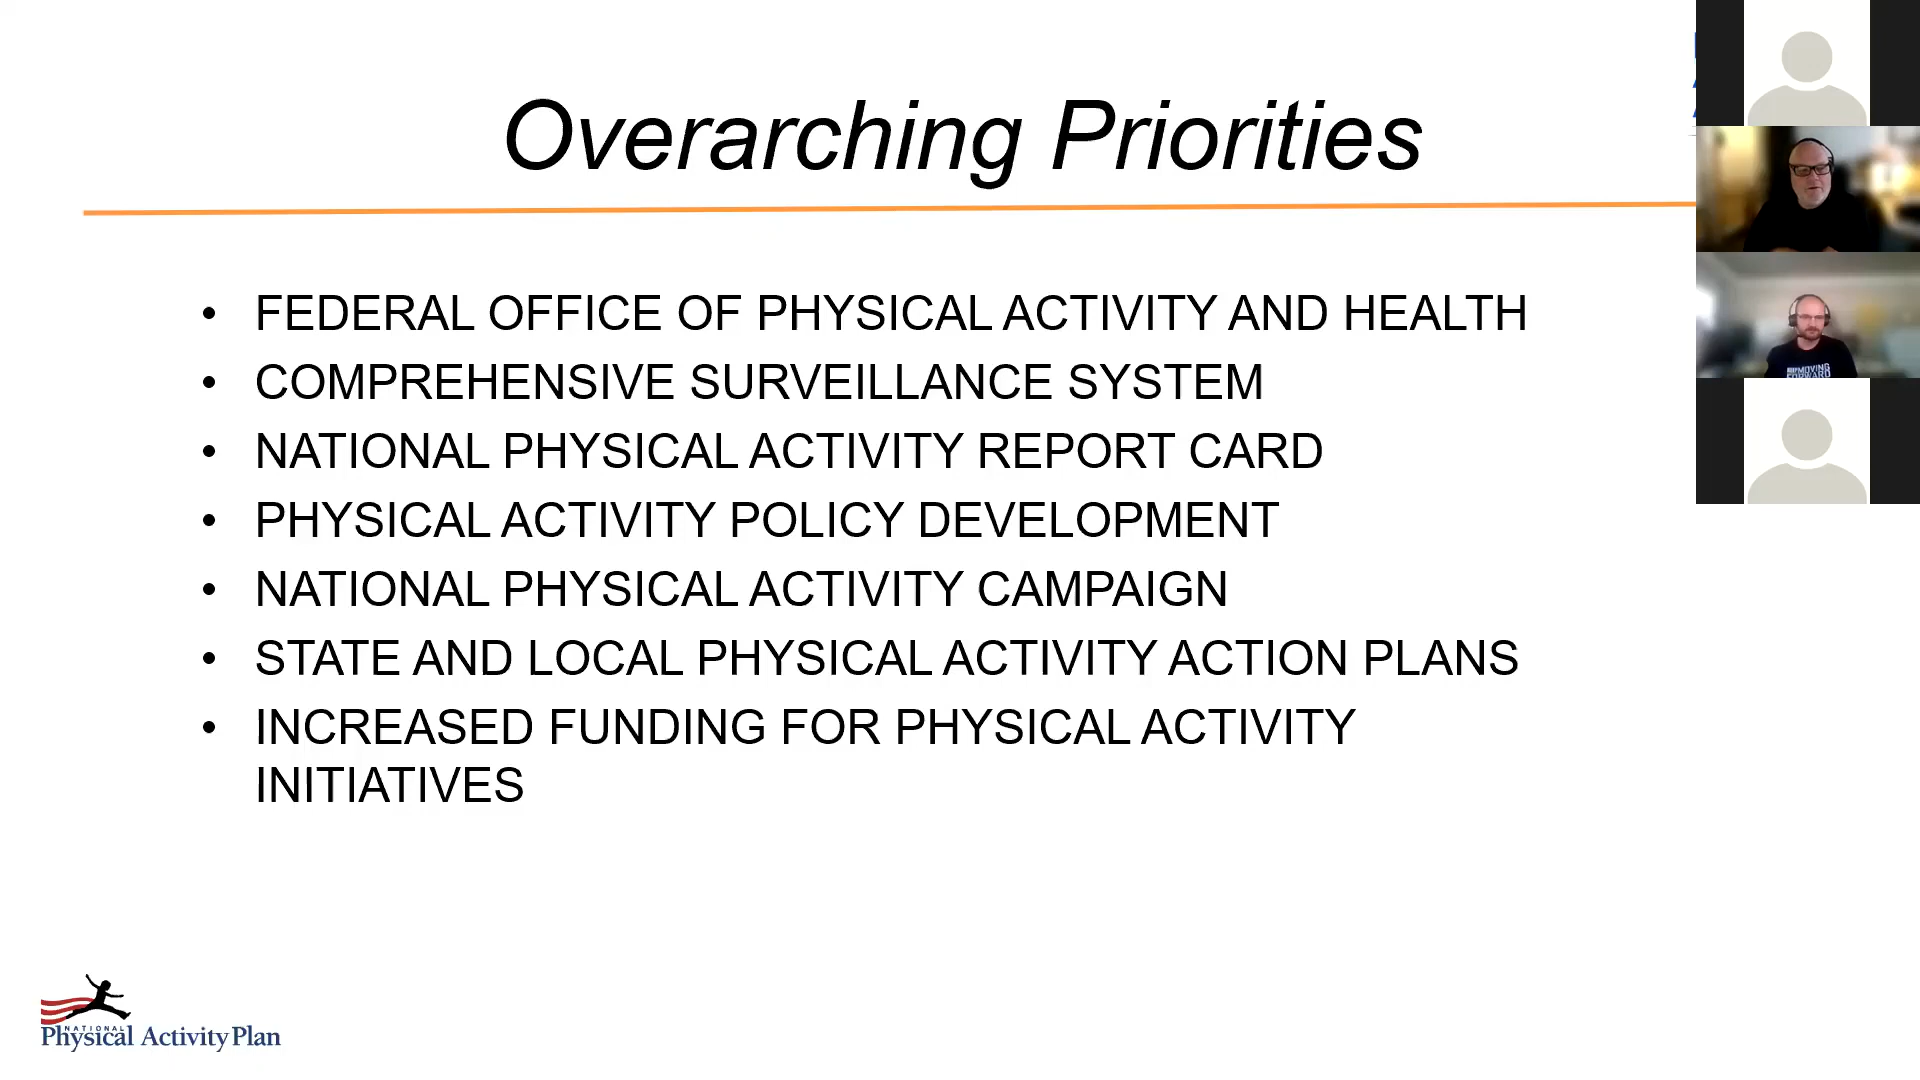 Overarching Priorities
• FEDERAL OFFICE OF PHYSICAL ACTIVITY AND HEALTH
• COMPREHENSIVE SURVEILLANCE SYSTEM
• NATIONAL PHYSICAL ACTIVITY REPORT CARD
• PHYSICAL ACTIVITY POLICY DEVELOPMENT
• NATIONAL PHYSICAL ACTIVITY CAMPAIGN
• STATE AND LOCAL PHYSICAL ACTIVITY ACTION PLANS
• INCREASED FUNDING FOR PHYSICAL ACTIVITY
INITIATIVES
MOVING
FORWARD
NATIONAL
Physical Activity Plan